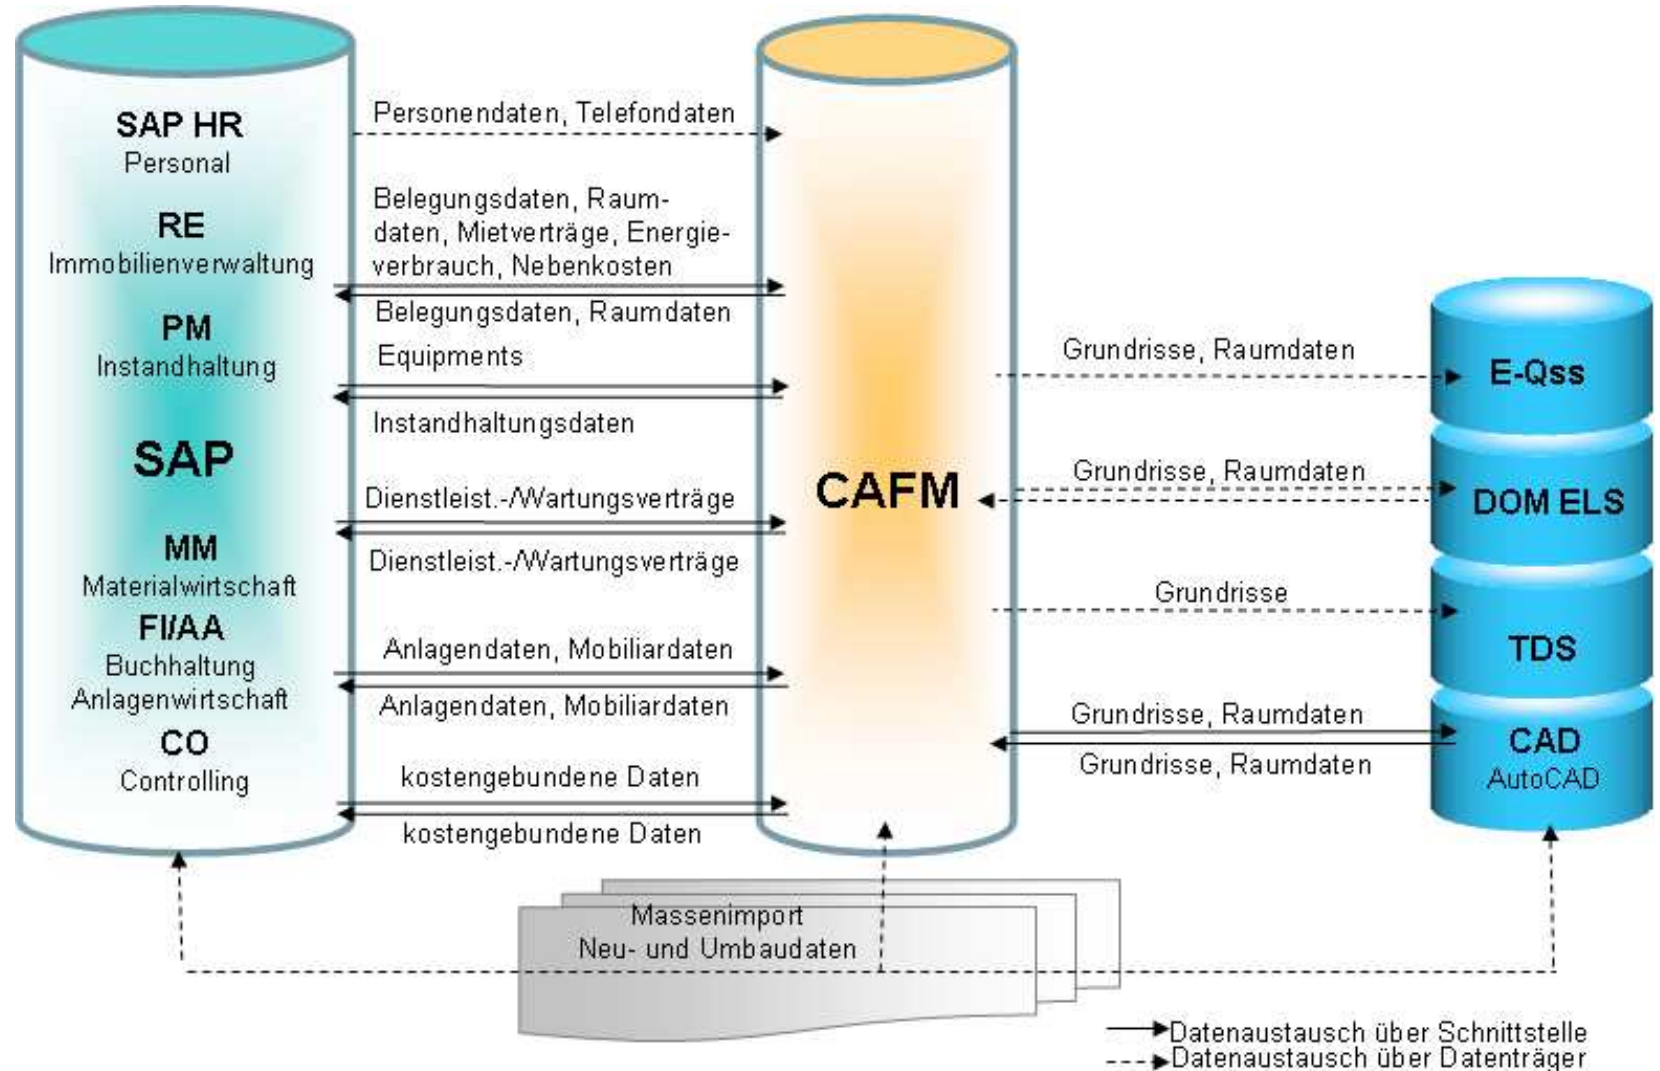 SAP HR
Personal
RE
Immobilienverwaltung
PM
Instandhaltung
SAP
MM
Materialwirtschaft
FI/AA
Buchhaltung
Anlagenwirtschaft
CO
Controlling
Personendaten, Telefondaten
Belegungsdaten, Raum-
daten, Mietverträge, Energie-
verbrauch, Nebenkosten
Belegungsdaten, Raumdaten
Equipments
Instandhaltungsdaten
Dienstleist.-/Wartungsverträge
Dienstleist.-/Wartungsverträge
Anlagendaten, Mobiliardaten
Anlagendaten, Mobiliardaten
kostengebundene Daten
kostengebundene Daten
CAFM
Grundrisse, Raumdaten
Grundrisse, Raumdaten
Grundrisse
Grundrisse, Raumdaten
Grundrisse, Raumdaten
E-Qss
DOM ELS
TDS
CAD
AutoCAD
Massenimport
Neu- und Umbaudaten
Datenaustausch über Schnittstelle
Datenaustausch über Datenträger